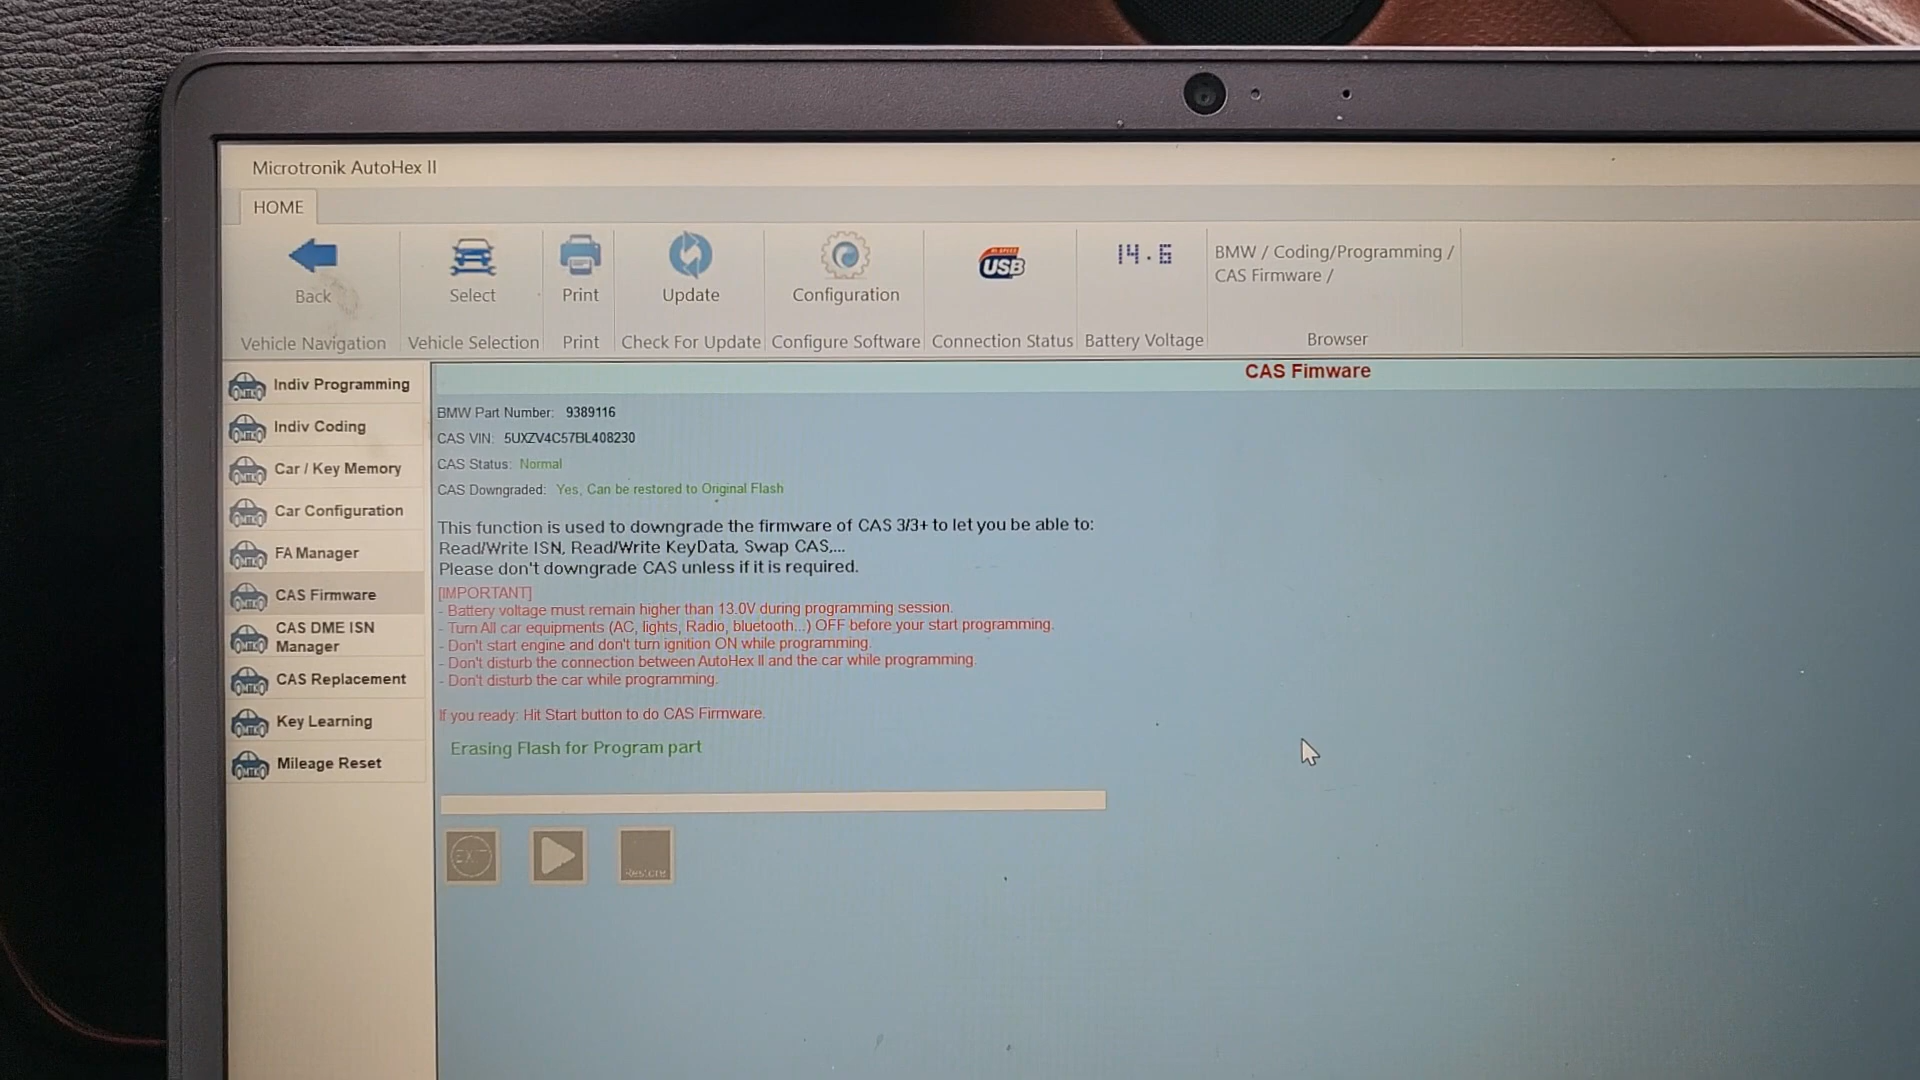 Microtronik AutoHex II
HOME
Back
Select
Print
Update
Configuration
HI-SPEED
USB
14.6
BMW / Coding/Programming /
CAS Firmware /
Vehicle Navigation
Vehicle Selection
Print
Check For Update
Configure Software
Connection Status
Battery Voltage
Browser
Indiv Programming
Indiv Coding
Car / Key Memory
Car Configuration
FA Manager
CAS Firmware
CAS DME ISN
Manager
CAS Replacement
Key Learning
Mileage Reset
CAS Fimware
BMW Part Number: 9389116
CAS VIN: 5UXZV4C57BL408230
CAS Status: Normal
CAS Downgraded: Yes, Can be restored to Original Flash
This function is used to downgrade the firmware of CAS 3/3+ to let you be able to:
Read/Write ISN, Read/Write KeyData, Swap CAS,...
Please don't downgrade CAS unless if it is required.
[IMPORTANT]
- Battery voltage must remain higher than 13.0V during programming session.
- Turn All car equipments (AC, lights, Radio, bluetooth...) OFF before your start programming.
- Don't start engine and don't turn ignition ON while programming.
- Don't disturb the connection between AutoHex II and the car while programming.
- Don't disturb the car while programming.
If you ready: Hit Start button to do CAS Firmware.
Erasing Flash for Program part
EXIT
Restore